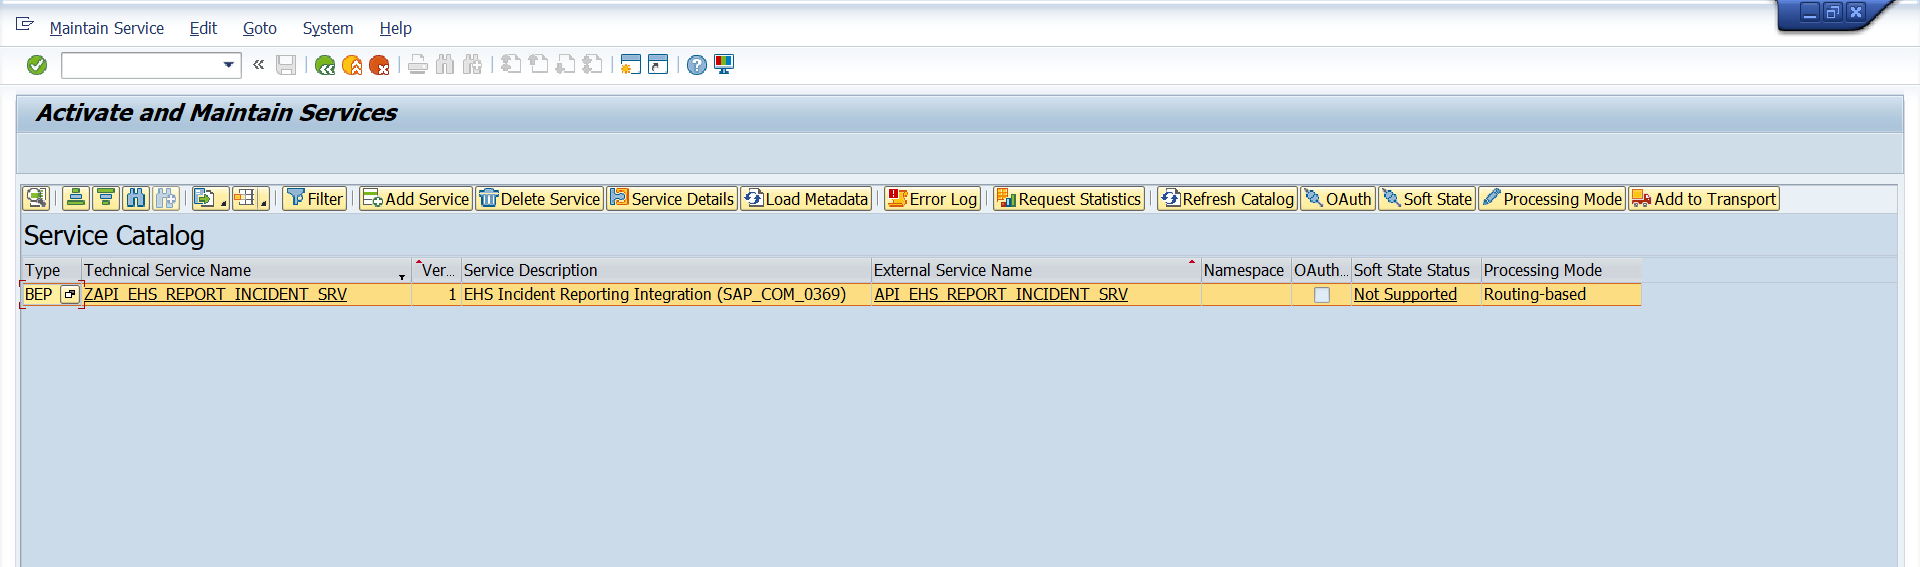 Maintain Service Edit Goto System Help
Activate and Maintain Services
Filter Add Service Delete Service Service Details Load Metadata Error Log Request Statistics Refresh Catalog OAuth Soft State Processing Mode Add to Transport
Service Catalog
Type Technical Service Name Ver... Service Description External Service Name Namespace OAuth... Soft State Status Processing Mode
BEP ZAPI_EHS_REPORT_INCIDENT_SRV 1 EHS Incident Reporting Integration (SAP_COM_0369) API_EHS_REPORT_INCIDENT_SRV Not Supported Routing-based